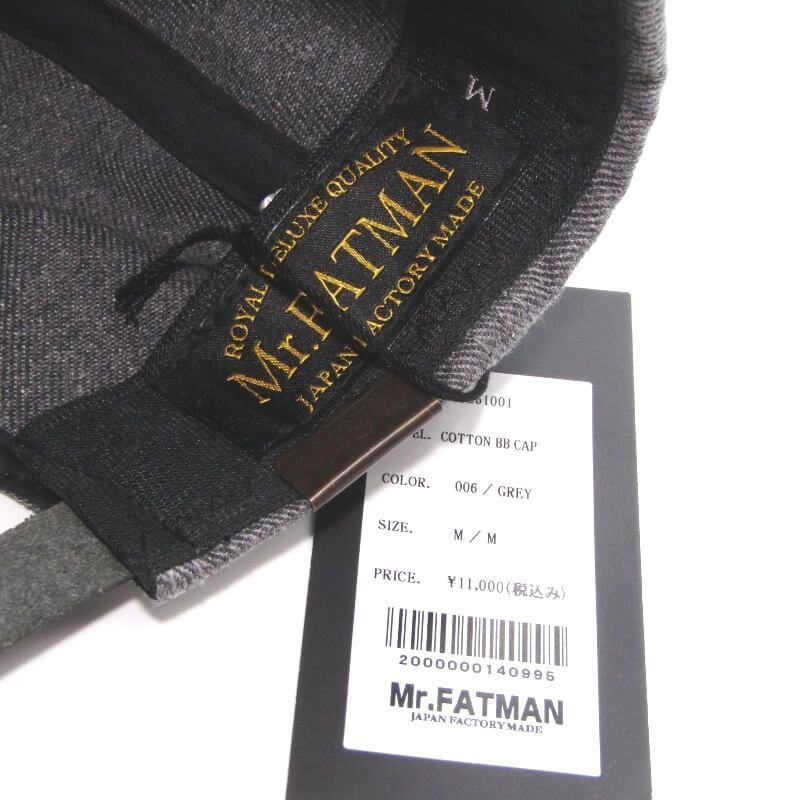 M
ROYAL DELUXE QUALITY
Mr.FATMAN
JAPAN FACTORY MADE
COTTON BB CAP
COLOR. 006 / GREY
SIZE. M / M
PRICE. ¥11,000(税込み)
2000000140995
Mr.FATMAN
JAPAN FACTORY MADE